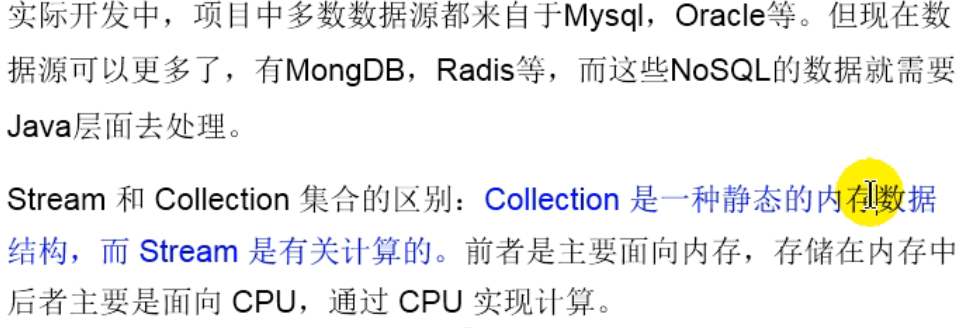 实际开发中，项目中多数数据源都来自于Mysql，Oracle等。但现在数
据源可以更多了，有MongDB，Radis等，而这些NoSQL的数据就需要
Java层面去处理。
Stream 和 Collection 集合的区别：Collection 是一种静态的内存数据
结构，而 Stream 是有关计算的。前者是主要面向内存，存储在内存中
后者主要是面向 CPU，通过 CPU 实现计算。